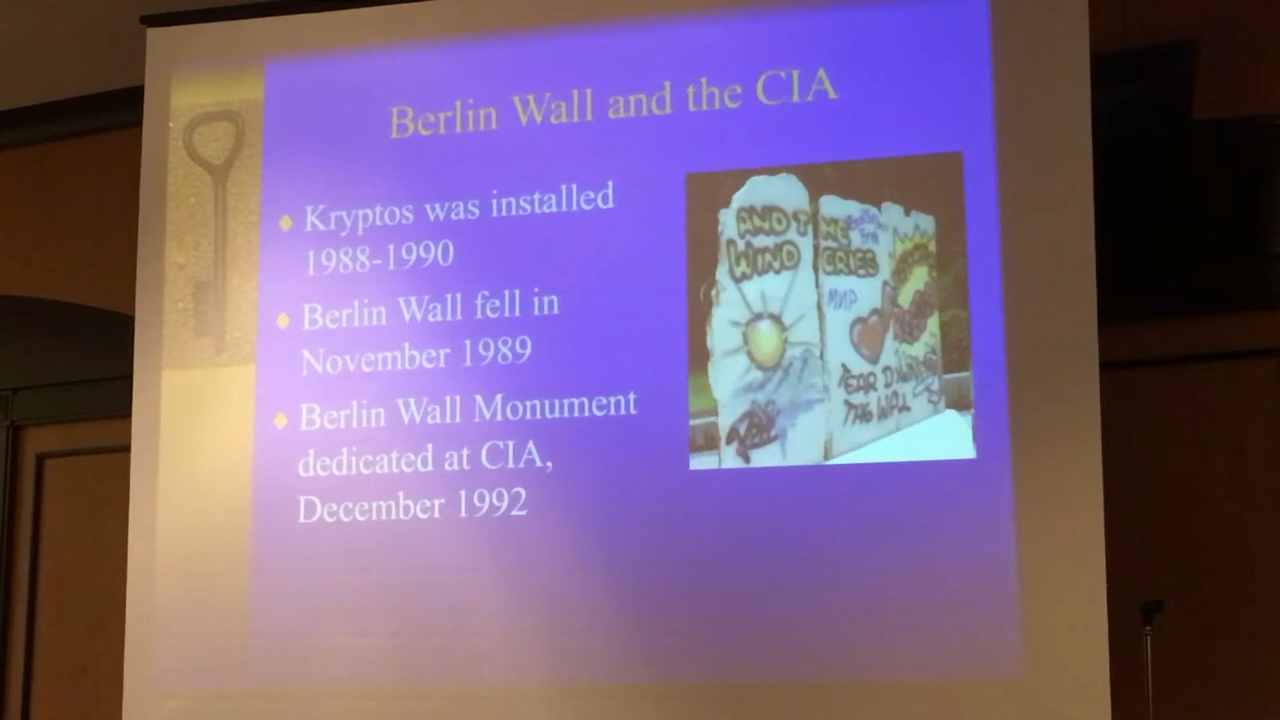 Berlin Wall and the CIA
Kryptos was installed
1988-1990
Berlin Wall fell in
November 1989
Berlin Wall Monument
dedicated at CIA,
December 1992
AND THE
WIND CRIES
МИР
TEAR DOWN
THE WALL